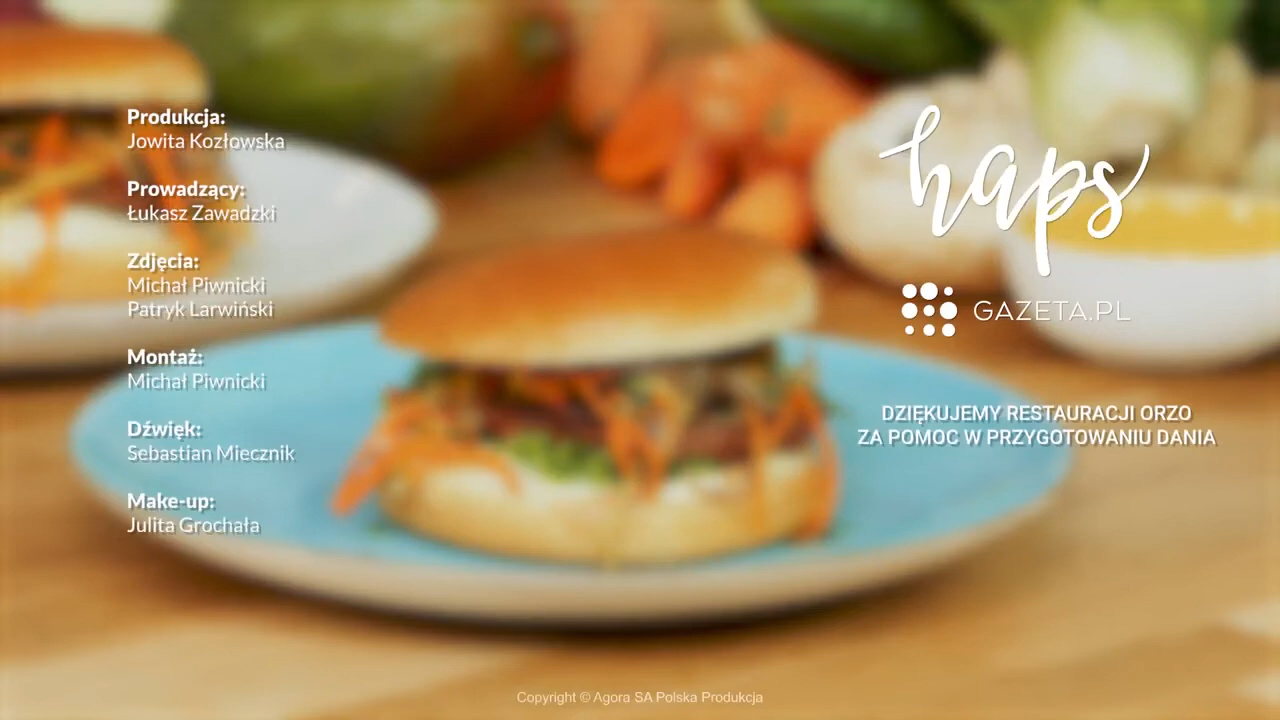 Produkcja:
Jowita Kozłowska
Prowadzący:
Łukasz Zawadzki
Zdjęcia:
Michał Piwnicki
Patryk Larwiński
Montaż:
Michał Piwnicki
Dźwięk:
Sebastian Miecznik
Make-up:
Julita Grochała
haps
GAZETA.PL
DZIĘKUJEMY RESTAURACJI ORZO
ZA POMOC W PRZYGOTOWANIU DANIA
Copyright © Agora SA Polska Produkcja